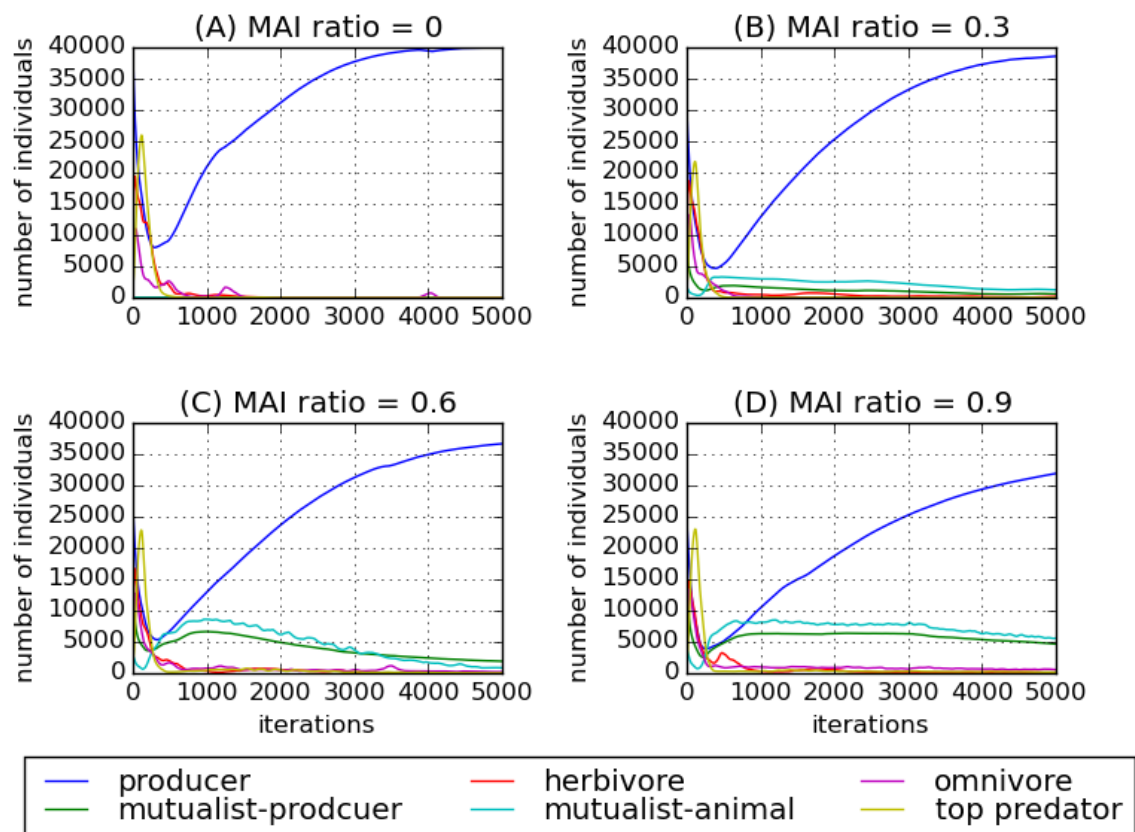 (A) MAI ratio = 0
(B) MAI ratio = 0.3
number of individuals
40000
35000
30000
25000
20000
15000
10000
5000
0
0 1000 2000 3000 4000 5000
number of individuals
40000
35000
30000
25000
20000
15000
10000
5000
0
0 1000 2000 3000 4000 5000
(C) MAI ratio = 0.6
(D) MAI ratio = 0.9
number of individuals
40000
35000
30000
25000
20000
15000
10000
5000
0
0 1000 2000 3000 4000 5000
iterations
number of individuals
40000
35000
30000
25000
20000
15000
10000
5000
0
0 1000 2000 3000 4000 5000
iterations
producer herbivore omnivore
mutualist-prodcuer mutualist-animal top predator